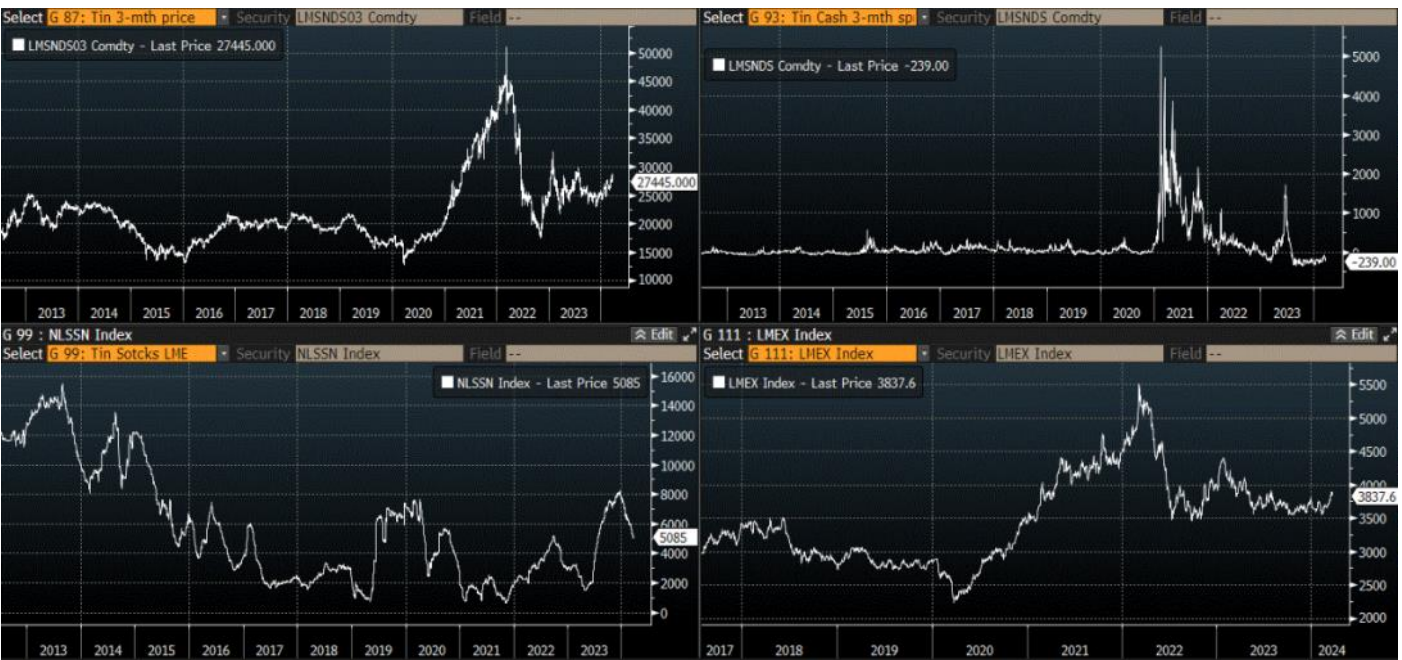 Select G 87: Tin 3-mth price Security LMSNDS03 Comdty Field --
LMSNDS03 Comdty - Last Price 27445.000
50000
45000
40000
35000
30000
27445.000
25000
20000
15000
10000
2013 2014 2015 2016 2017 2018 2019 2020 2021 2022 2023
Select G 93: Tin Cash 3-mth sp Security LMSNDS Comdty Field --
LMSNDS Comdty - Last Price -239.00
5000
4000
3000
2000
1000
0
-239.00
2013 2014 2015 2016 2017 2018 2019 2020 2021 2022 2023
G 99 : NLSSN Index Edit
Select G 99: Tin Sotcks LME Security NLSSN Index Field --
NLSSN Index - Last Price 5085
16000
14000
12000
10000
8000
6000
5085
4000
2000
0
2013 2014 2015 2016 2017 2018 2019 2020 2021 2022 2023
G 111 : LMEX Index Edit
Select G 111: LMEX Index Security LMEX Index Field --
LMEX Index - Last Price 3837.6
5500
5000
4500
4000
3837.6
3500
3000
2500
2000
2017 2018 2019 2020 2021 2022 2023 2024